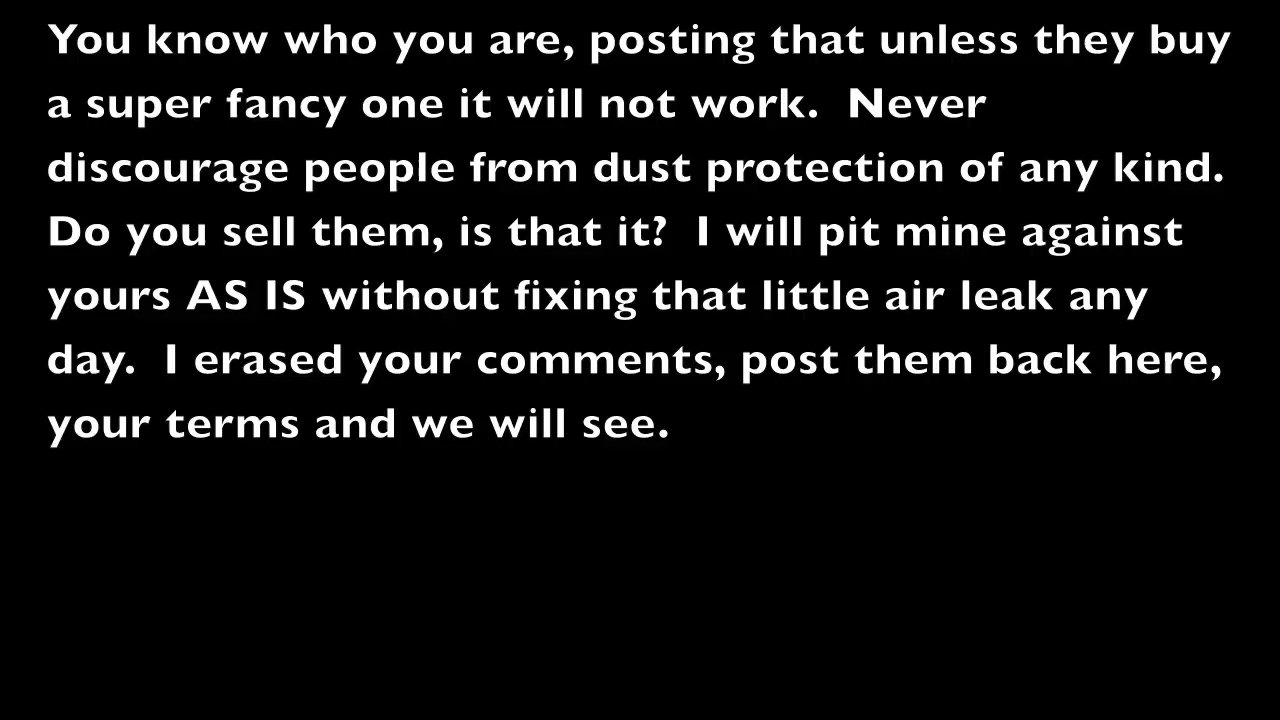 You know who you are, posting that unless they buy
a super fancy one it will not work.  Never
discourage people from dust protection of any kind.
Do you sell them, is that it?  I will pit mine against
yours AS IS without fixing that little air leak any
day.  I erased your comments, post them back here,
your terms and we will see.